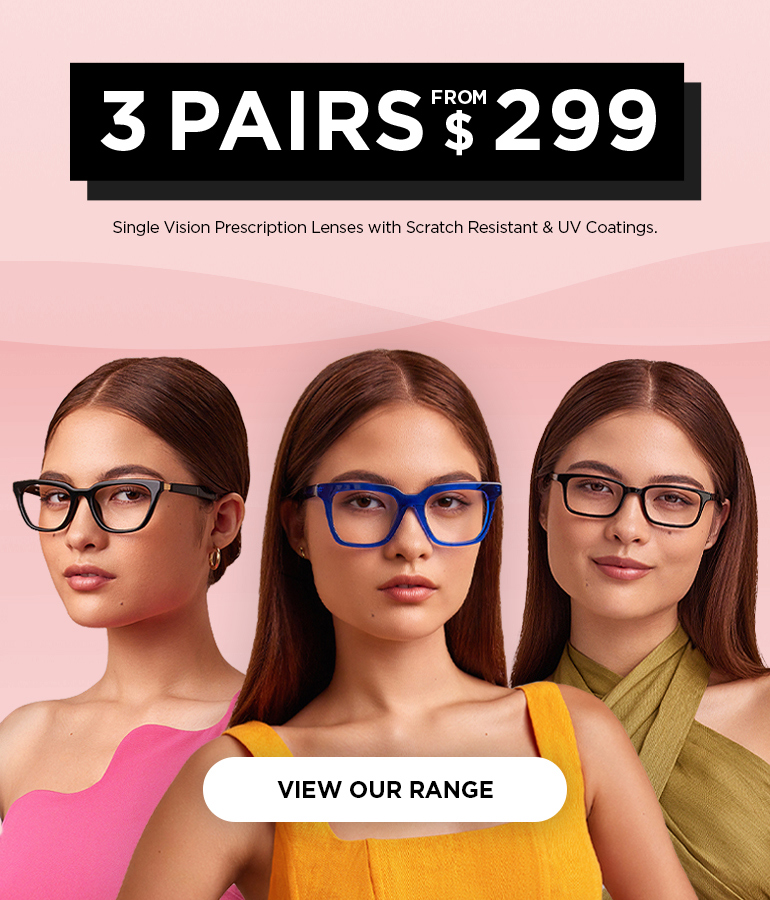 3 PAIRS FROM $ 299
Single Vision Prescription Lenses with Scratch Resistant & UV Coatings.
VIEW OUR RANGE